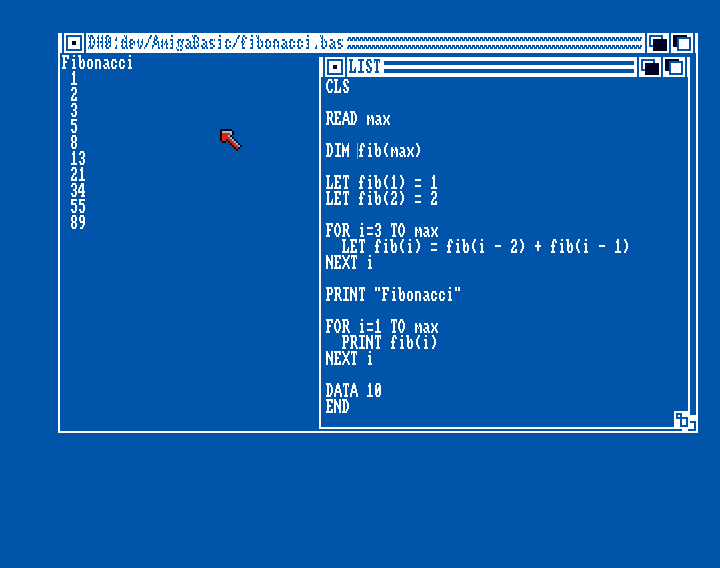 DH0:dev/AmigaBasic/fibonacci.bas
Fibonacci
1
2
3
5
8
13
21
34
55
89
LIST
CLS
READ max
DIM fib(max)
LET fib(1) = 1
LET fib(2) = 2
FOR i=3 TO max
LET fib(i) = fib(i - 2) + fib(i - 1)
NEXT i
PRINT "Fibonacci"
FOR i=1 TO max
PRINT fib(i)
NEXT i
DATA 10
END